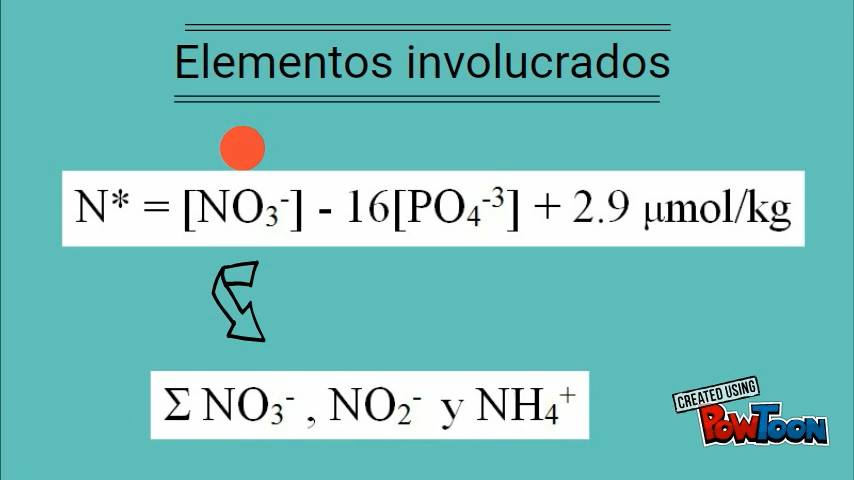 Elementos involucrados
N* = [NO₃⁻] - 16[PO₄⁻³] + 2.9 μmol/kg
Σ NO₃⁻ , NO₂⁻ y NH₄⁺
CREATED USING
POWTOON